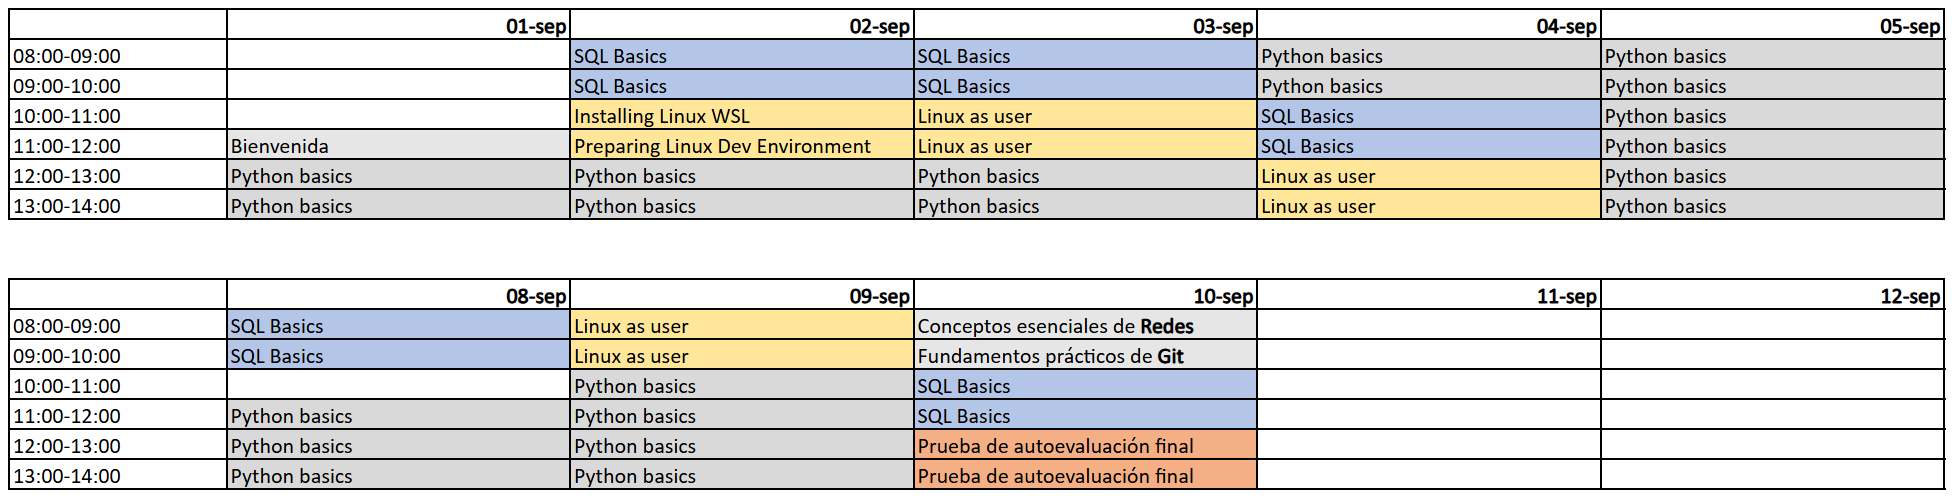 01-sep 02-sep 03-sep 04-sep 05-sep
08:00-09:00 SQL Basics SQL Basics Python basics Python basics
09:00-10:00 SQL Basics SQL Basics Python basics Python basics
10:00-11:00 Installing Linux WSL Linux as user SQL Basics Python basics
11:00-12:00 Bienvenida Preparing Linux Dev Environment Linux as user SQL Basics Python basics
12:00-13:00 Python basics Python basics Python basics Linux as user Python basics
13:00-14:00 Python basics Python basics Python basics Linux as user Python basics
08-sep 09-sep 10-sep 11-sep 12-sep
08:00-09:00 SQL Basics Linux as user Conceptos esenciales de Redes
09:00-10:00 SQL Basics Linux as user Fundamentos prácticos de Git
10:00-11:00 Python basics SQL Basics
11:00-12:00 Python basics Python basics SQL Basics
12:00-13:00 Python basics Python basics Prueba de autoevaluación final
13:00-14:00 Python basics Python basics Prueba de autoevaluación final